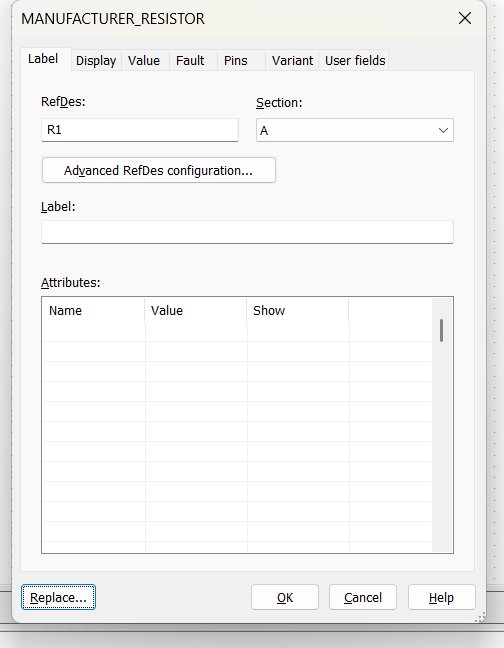 MANUFACTURER_RESISTOR
Label Display Value Fault Pins Variant User fields
RefDes: Section:
R1 A
Advanced RefDes configuration...
Label:
Attributes:
Name Value Show
Replace... OK Cancel Help